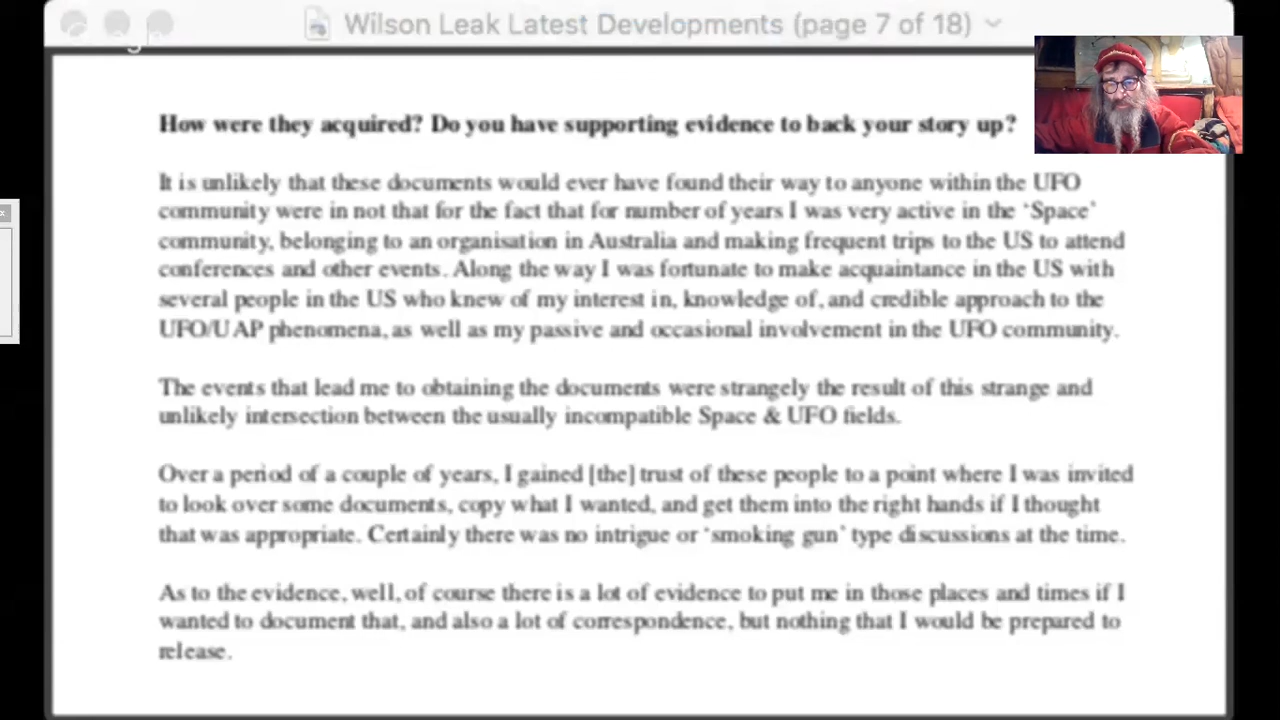 Wilson Leak Latest Developments (page 7 of 18)
How were they acquired? Do you have supporting evidence to back your story up?
It is unlikely that these documents would ever have found their way to anyone within the UFO
community were in not that for the fact that for number of years I was very active in the ‘Space’
community, belonging to an organisation in Australia and making frequent trips to the US to attend
conferences and other events. Along the way I was fortunate to make acquaintance in the US with
several people in the US who knew of my interest in, knowledge of, and credible approach to the
UFO/UAP phenomena, as well as my passive and occasional involvement in the UFO community.
The events that lead me to obtaining the documents were strangely the result of this strange and
unlikely intersection between the usually incompatible Space & UFO fields.
Over a period of a couple of years, I gained [the] trust of these people to a point where I was invited
to look over some documents, copy what I wanted, and get them into the right hands if I thought
that was appropriate. Certainly there was no intrigue or ‘smoking gun’ type discussions at the time.
As to the evidence, well, of course there is a lot of evidence to put me in those places and times if I
wanted to document that, and also a lot of correspondence, but nothing that I would be prepared to
release.